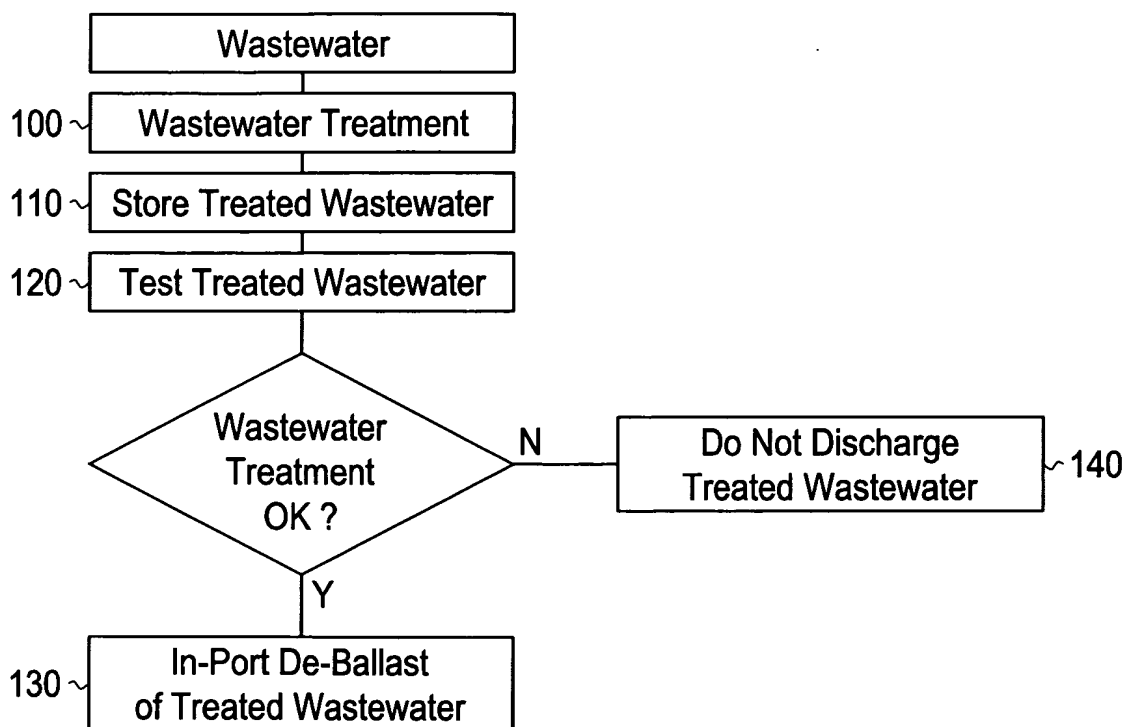 Wastewater
100
Wastewater Treatment
110
Store Treated Wastewater
120
Test Treated Wastewater
Wastewater
Treatment
OK ?
N
Do Not Discharge
Treated Wastewater
140
Y
130
In-Port De-Ballast
of Treated Wastewater